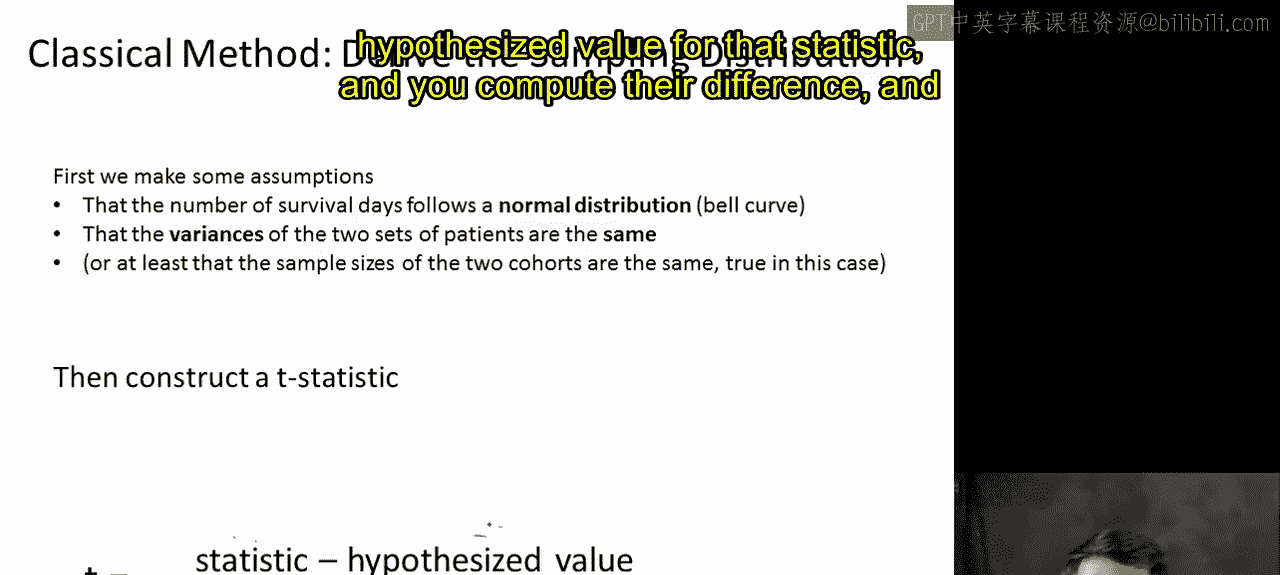 GPT中英字幕课程资源@bilibili.com
Classical Method:
hypothesized value for that statistic,
and you compute their difference, and
First we make some assumptions
• That the number of survival days follows a normal distribution (bell curve)
• That the variances of the two sets of patients are the same
• (or at least that the sample sizes of the two cohorts are the same, true in this case)
Then construct a t-statistic
statistic – hypothesized value